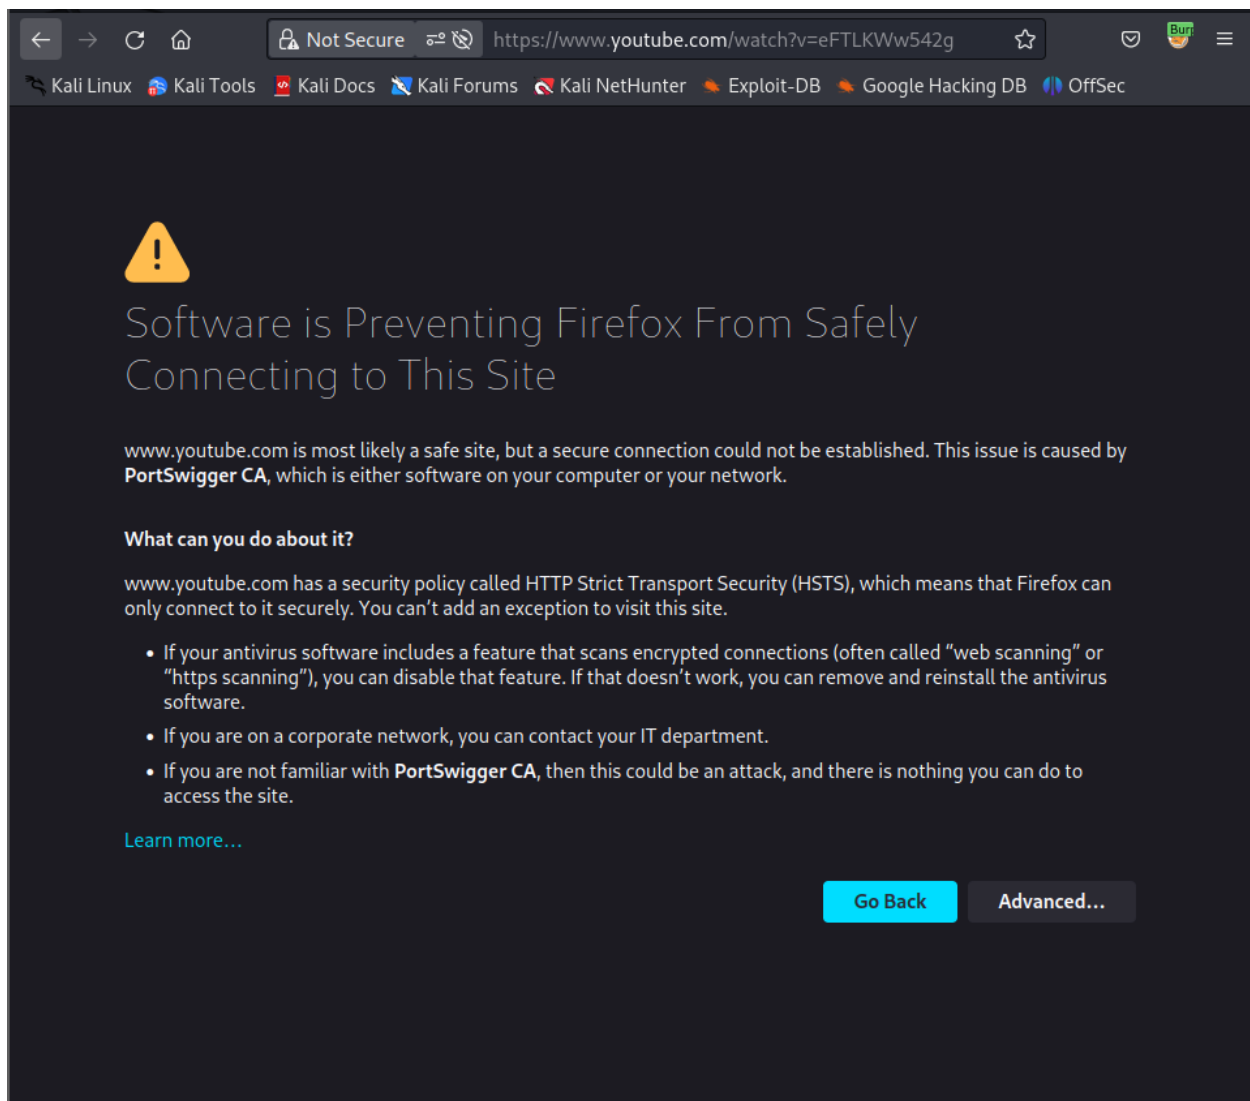 Not Secure https://www.youtube.com/watch?v=eFTLKWw542g Bur
Kali Linux Kali Tools Kali Docs Kali Forums Kali NetHunter Exploit-DB Google Hacking DB OffSec
Software is Preventing Firefox From Safely
Connecting to This Site
www.youtube.com is most likely a safe site, but a secure connection could not be established. This issue is caused by
PortSwigger CA, which is either software on your computer or your network.
What can you do about it?
www.youtube.com has a security policy called HTTP Strict Transport Security (HSTS), which means that Firefox can
only connect to it securely. You can’t add an exception to visit this site.
• If your antivirus software includes a feature that scans encrypted connections (often called “web scanning” or
“https scanning”), you can disable that feature. If that doesn’t work, you can remove and reinstall the antivirus
software.
• If you are on a corporate network, you can contact your IT department.
• If you are not familiar with PortSwigger CA, then this could be an attack, and there is nothing you can do to
access the site.
Learn more…
Go Back Advanced…